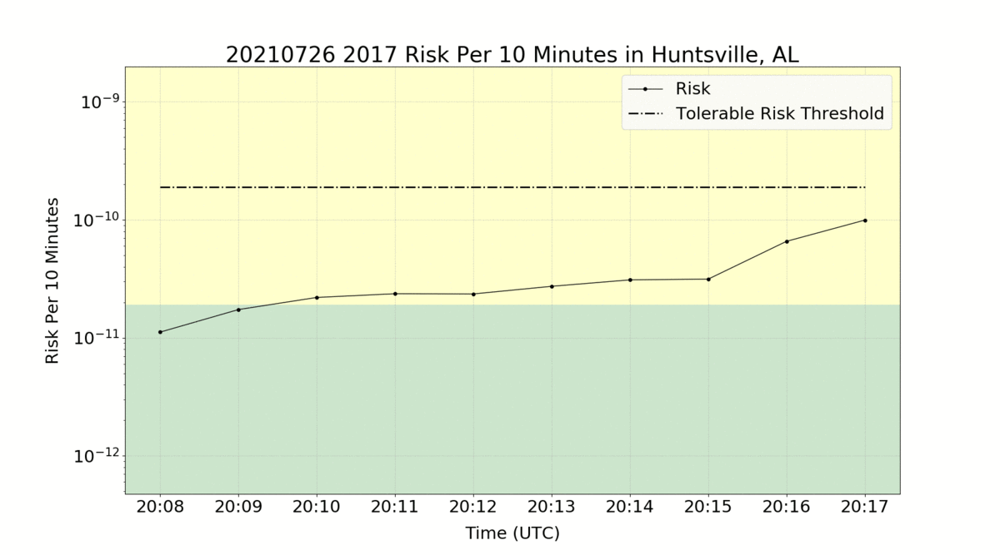 20210726 2017 Risk Per 10 Minutes in Huntsville, AL
Risk
Tolerable Risk Threshold
Risk Per 10 Minutes
10⁻⁹
10⁻¹⁰
10⁻¹¹
10⁻¹²
20:08 20:09 20:10 20:11 20:12 20:13 20:14 20:15 20:16 20:17
Time (UTC)